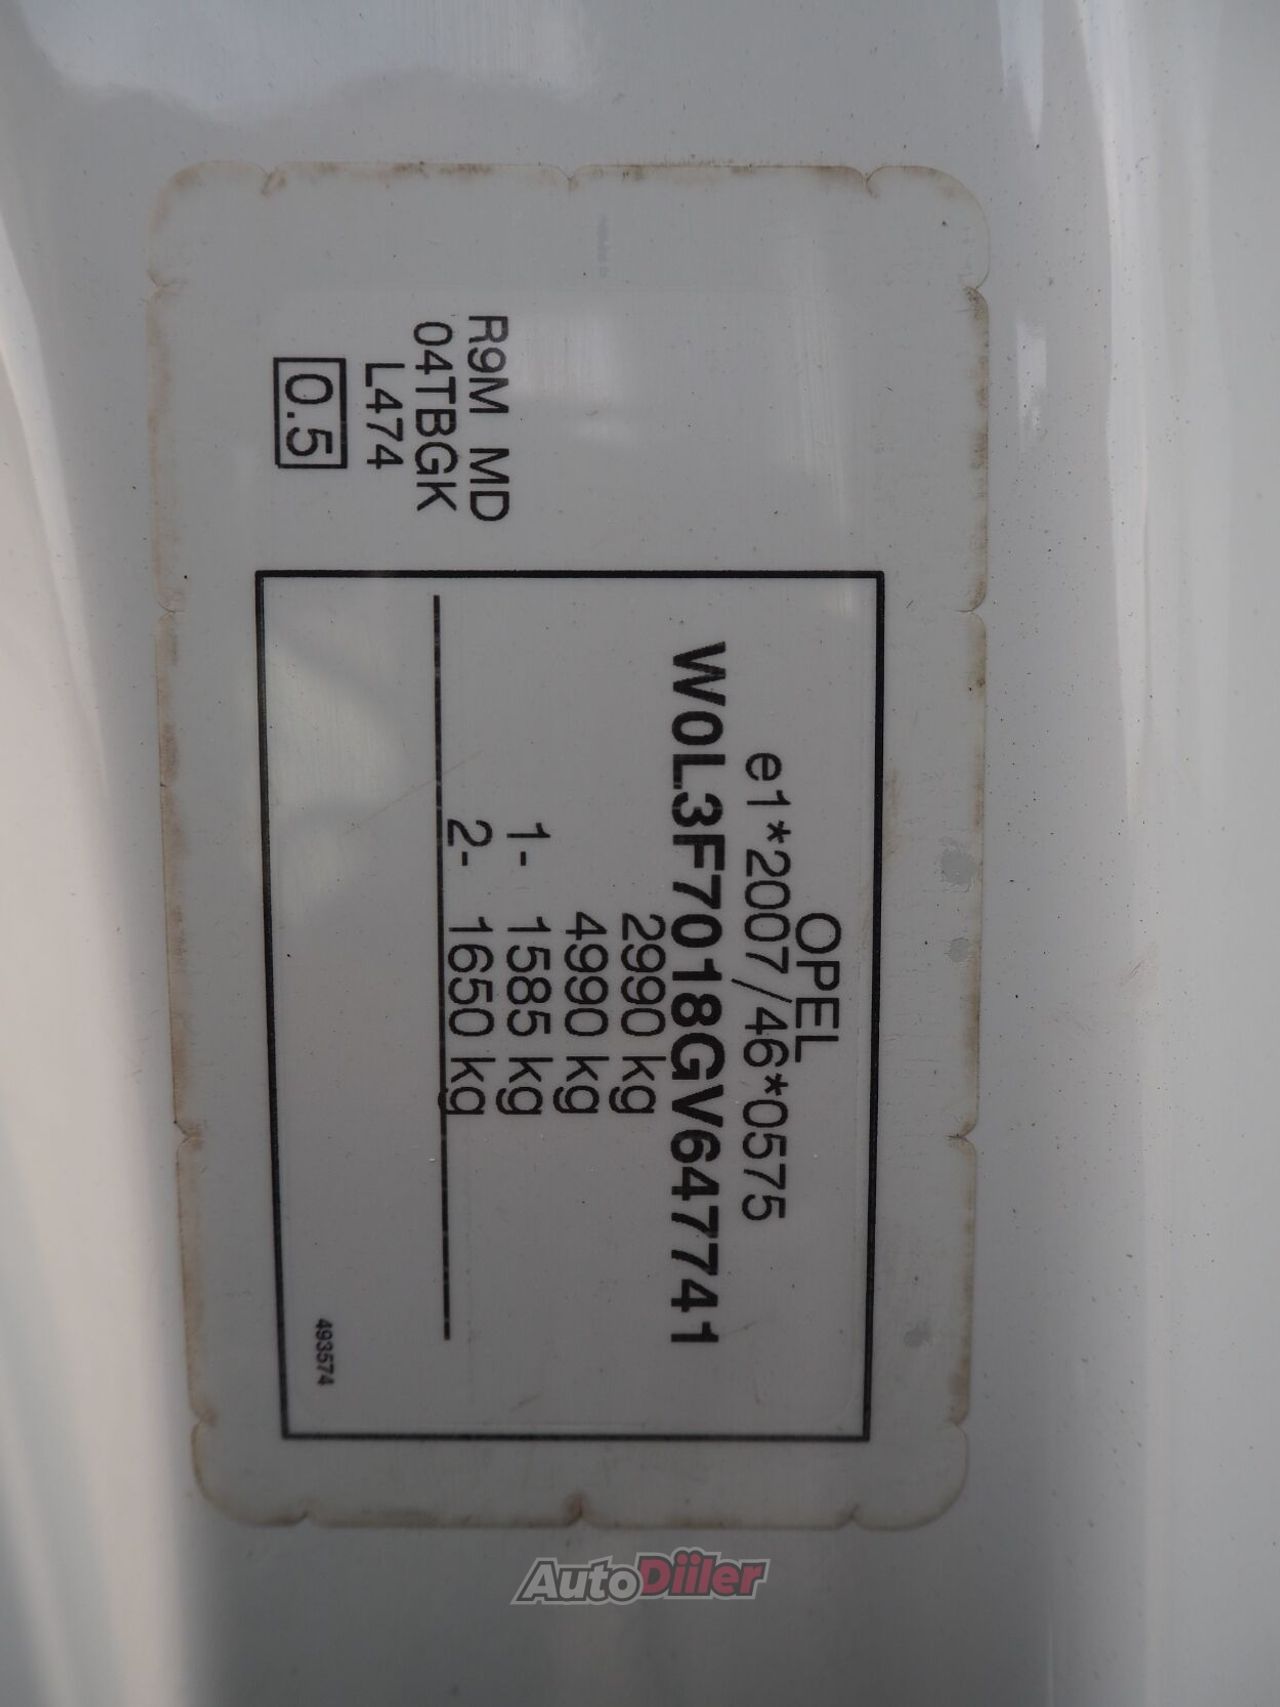 OPEL
e1*2007/46*0575
W0L3F7018GV647741
2990 kg
4990 kg
1- 1585 kg
2- 1650 kg
493574
R9M MD
04TBGK
L474
0.5
AutoDiiler